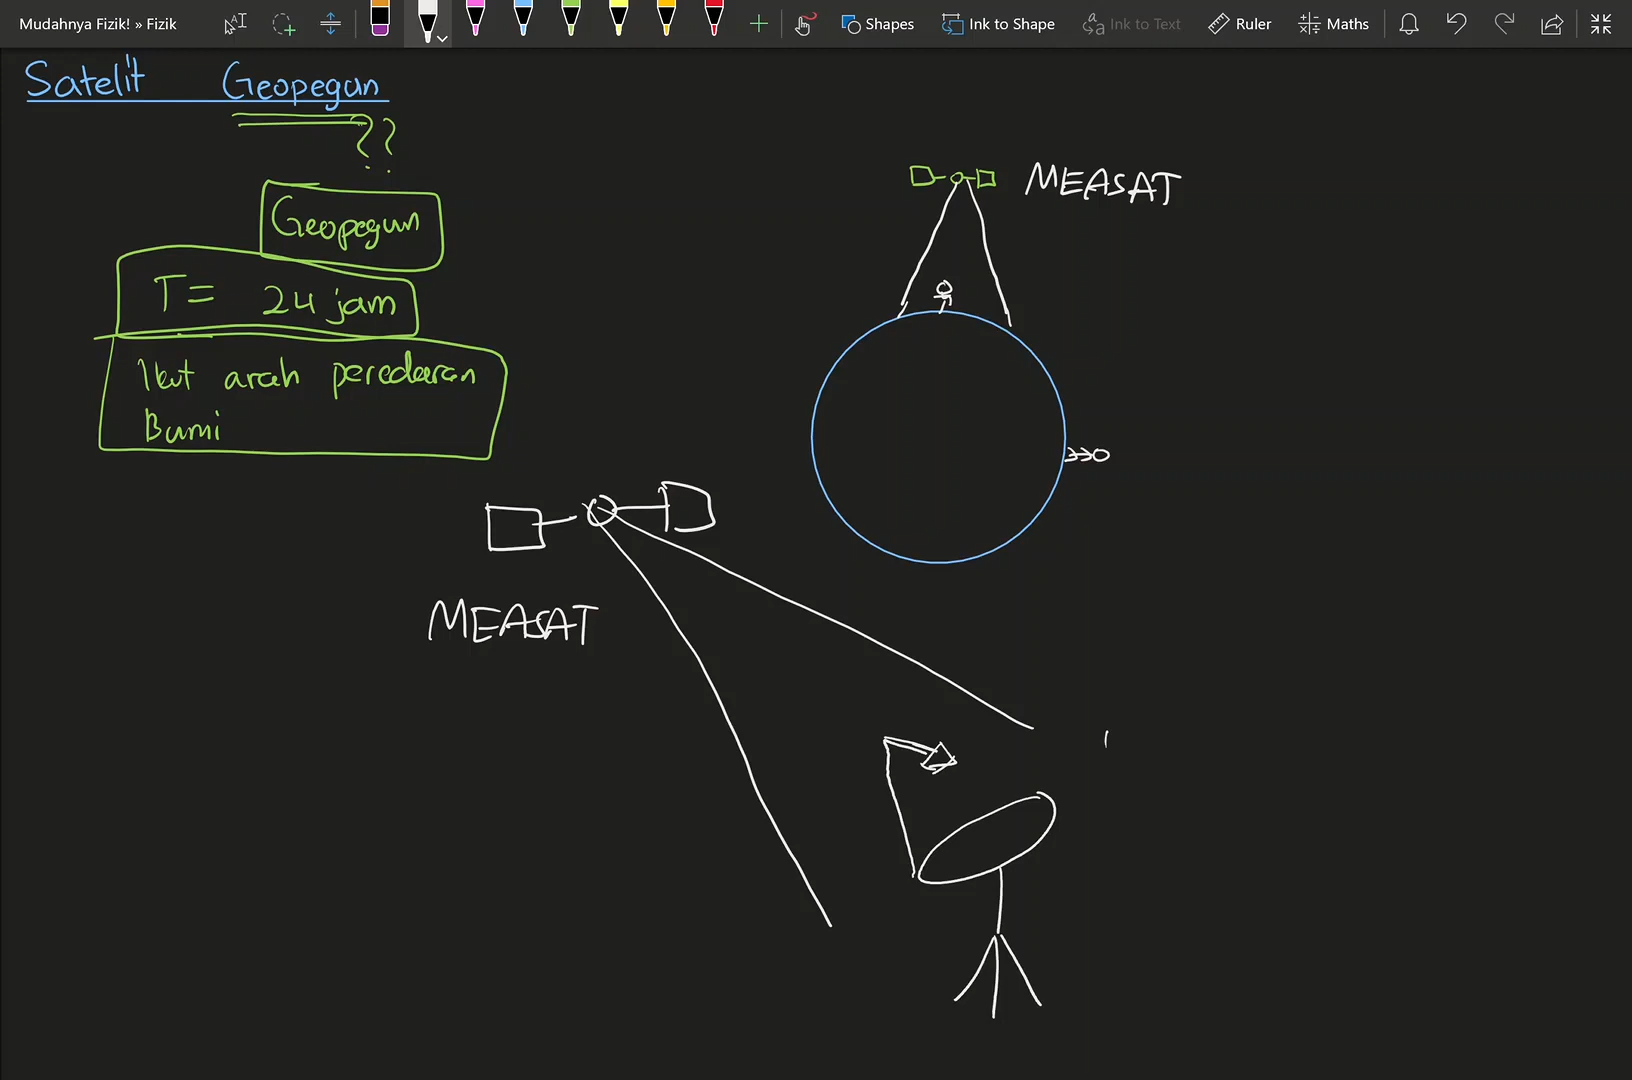 Mudahnya Fizik! » Fizik
Shapes
Ink to Shape
Ink to Text
Ruler
Maths
Satelit Geopegun
??
Geopegun
T = 24 jam
Ikut arah peredaran
Bumi
MEASAT
MEASAT